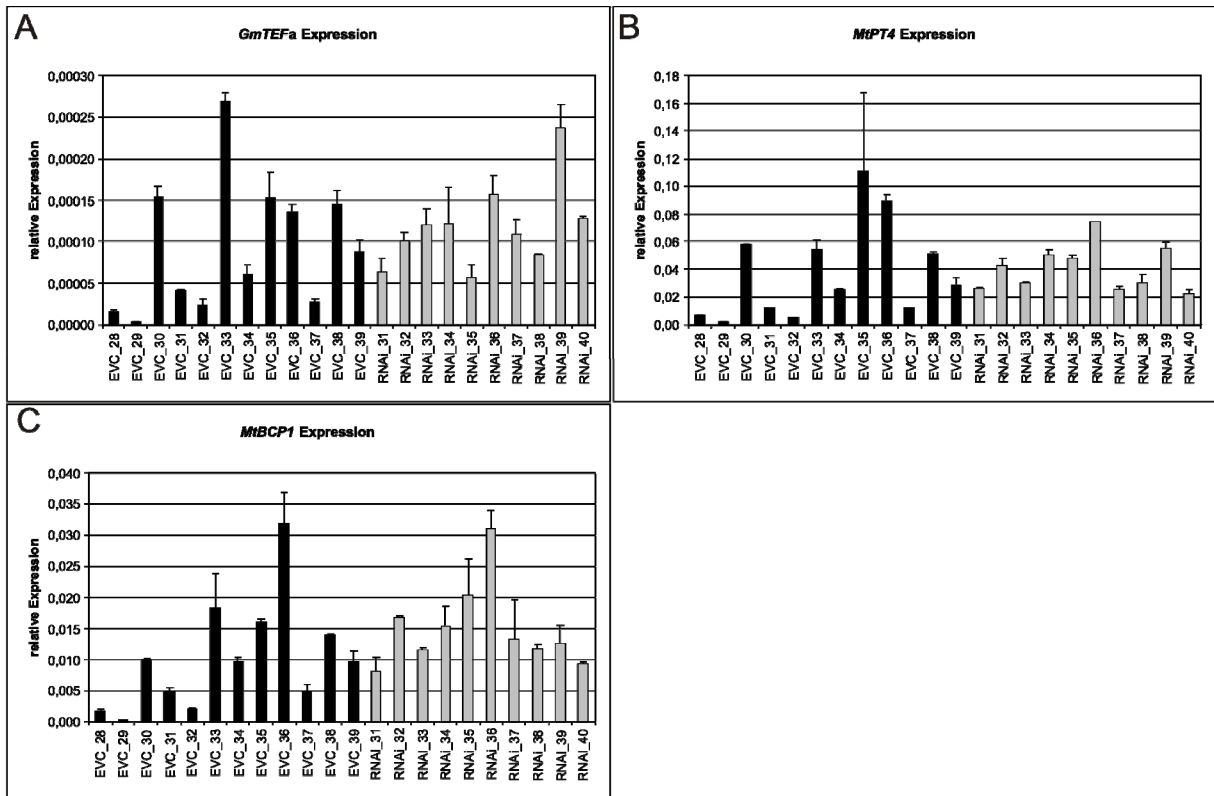 A
GmTEFa Expression
relative Expression
0,00030
0,00025
0,00020
0,00015
0,00010
0,00005
0,00000
EVC_28
EVC_29
EVC_30
EVC_31
EVC_32
EVC_33
EVC_34
EVC_35
EVC_36
EVC_37
EVC_38
EVC_39
RNAi_31
RNAi_32
RNAi_33
RNAi_34
RNAi_35
RNAi_36
RNAi_37
RNAi_38
RNAi_39
RNAi_40
B
MtPT4 Expression
relative Expression
0,18
0,16
0,14
0,12
0,10
0,08
0,06
0,04
0,02
0,00
EVC_28
EVC_29
EVC_30
EVC_31
EVC_32
EVC_33
EVC_34
EVC_35
EVC_36
EVC_37
EVC_38
EVC_39
RNAi_31
RNAi_32
RNAi_33
RNAi_34
RNAi_35
RNAi_36
RNAi_37
RNAi_38
RNAi_39
RNAi_40
C
MtBCP1 Expression
relative Expression
0,040
0,035
0,030
0,025
0,020
0,015
0,010
0,005
0,000
EVC_28
EVC_29
EVC_30
EVC_31
EVC_32
EVC_33
EVC_34
EVC_35
EVC_36
EVC_37
EVC_38
EVC_39
RNAi_31
RNAi_32
RNAi_33
RNAi_34
RNAi_35
RNAi_36
RNAi_37
RNAi_38
RNAi_39
RNAi_40